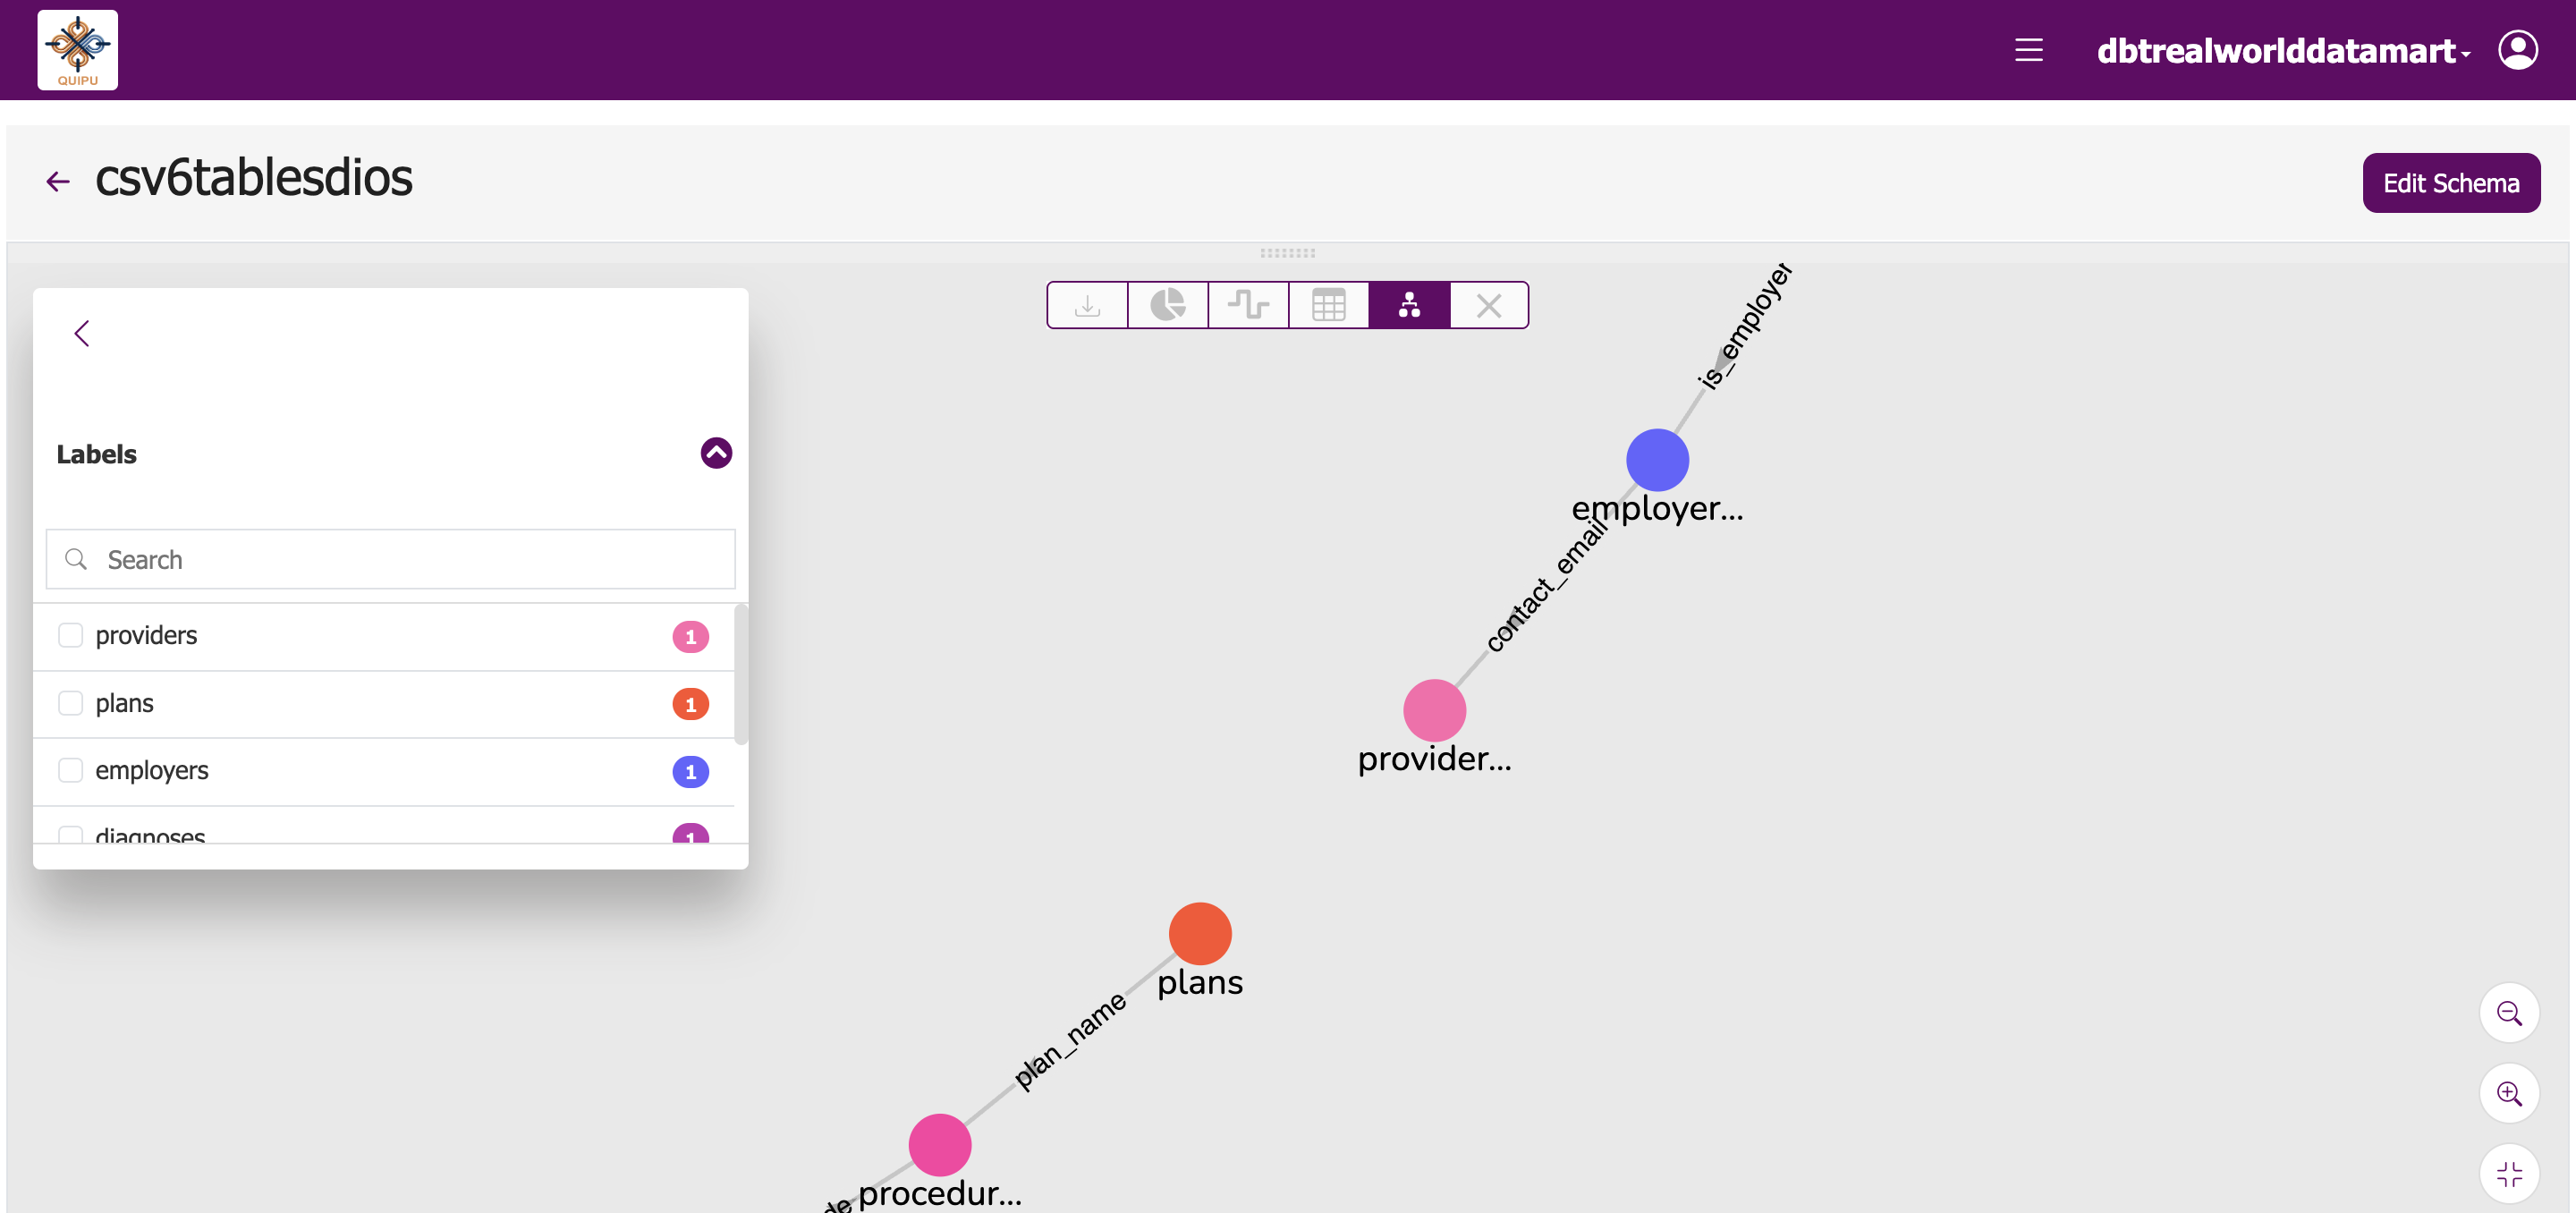 QUIPU
dbtrealworlddatamart
csv6tablesdios
Edit Schema
Labels
Search
providers 1
plans 1
employers 1
diagnoses 1
is_employer
employer...
contact_email
provider...
plans
plan_name
procedur...
de